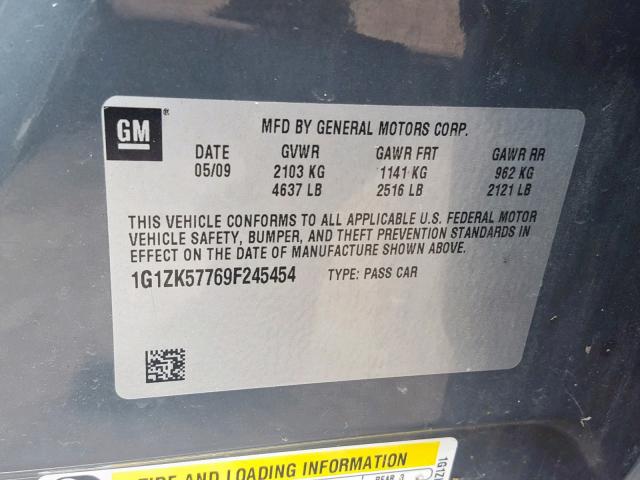 GM ®
MFD BY GENERAL MOTORS CORP.
DATE GVWR GAWR FRT GAWR RR
05/09 2103 KG 1141 KG 962 KG
4637 LB 2516 LB 2121 LB
THIS VEHICLE CONFORMS TO ALL APPLICABLE U.S. FEDERAL MOTOR
VEHICLE SAFETY, BUMPER, AND THEFT PREVENTION STANDARDS
IN EFFECT ON THE DATE OF MANUFACTURE SHOWN ABOVE.
1G1ZK57769F245454 TYPE: PASS CAR
TIRE AND LOADING INFORMATION
REAR 3
1G1Z